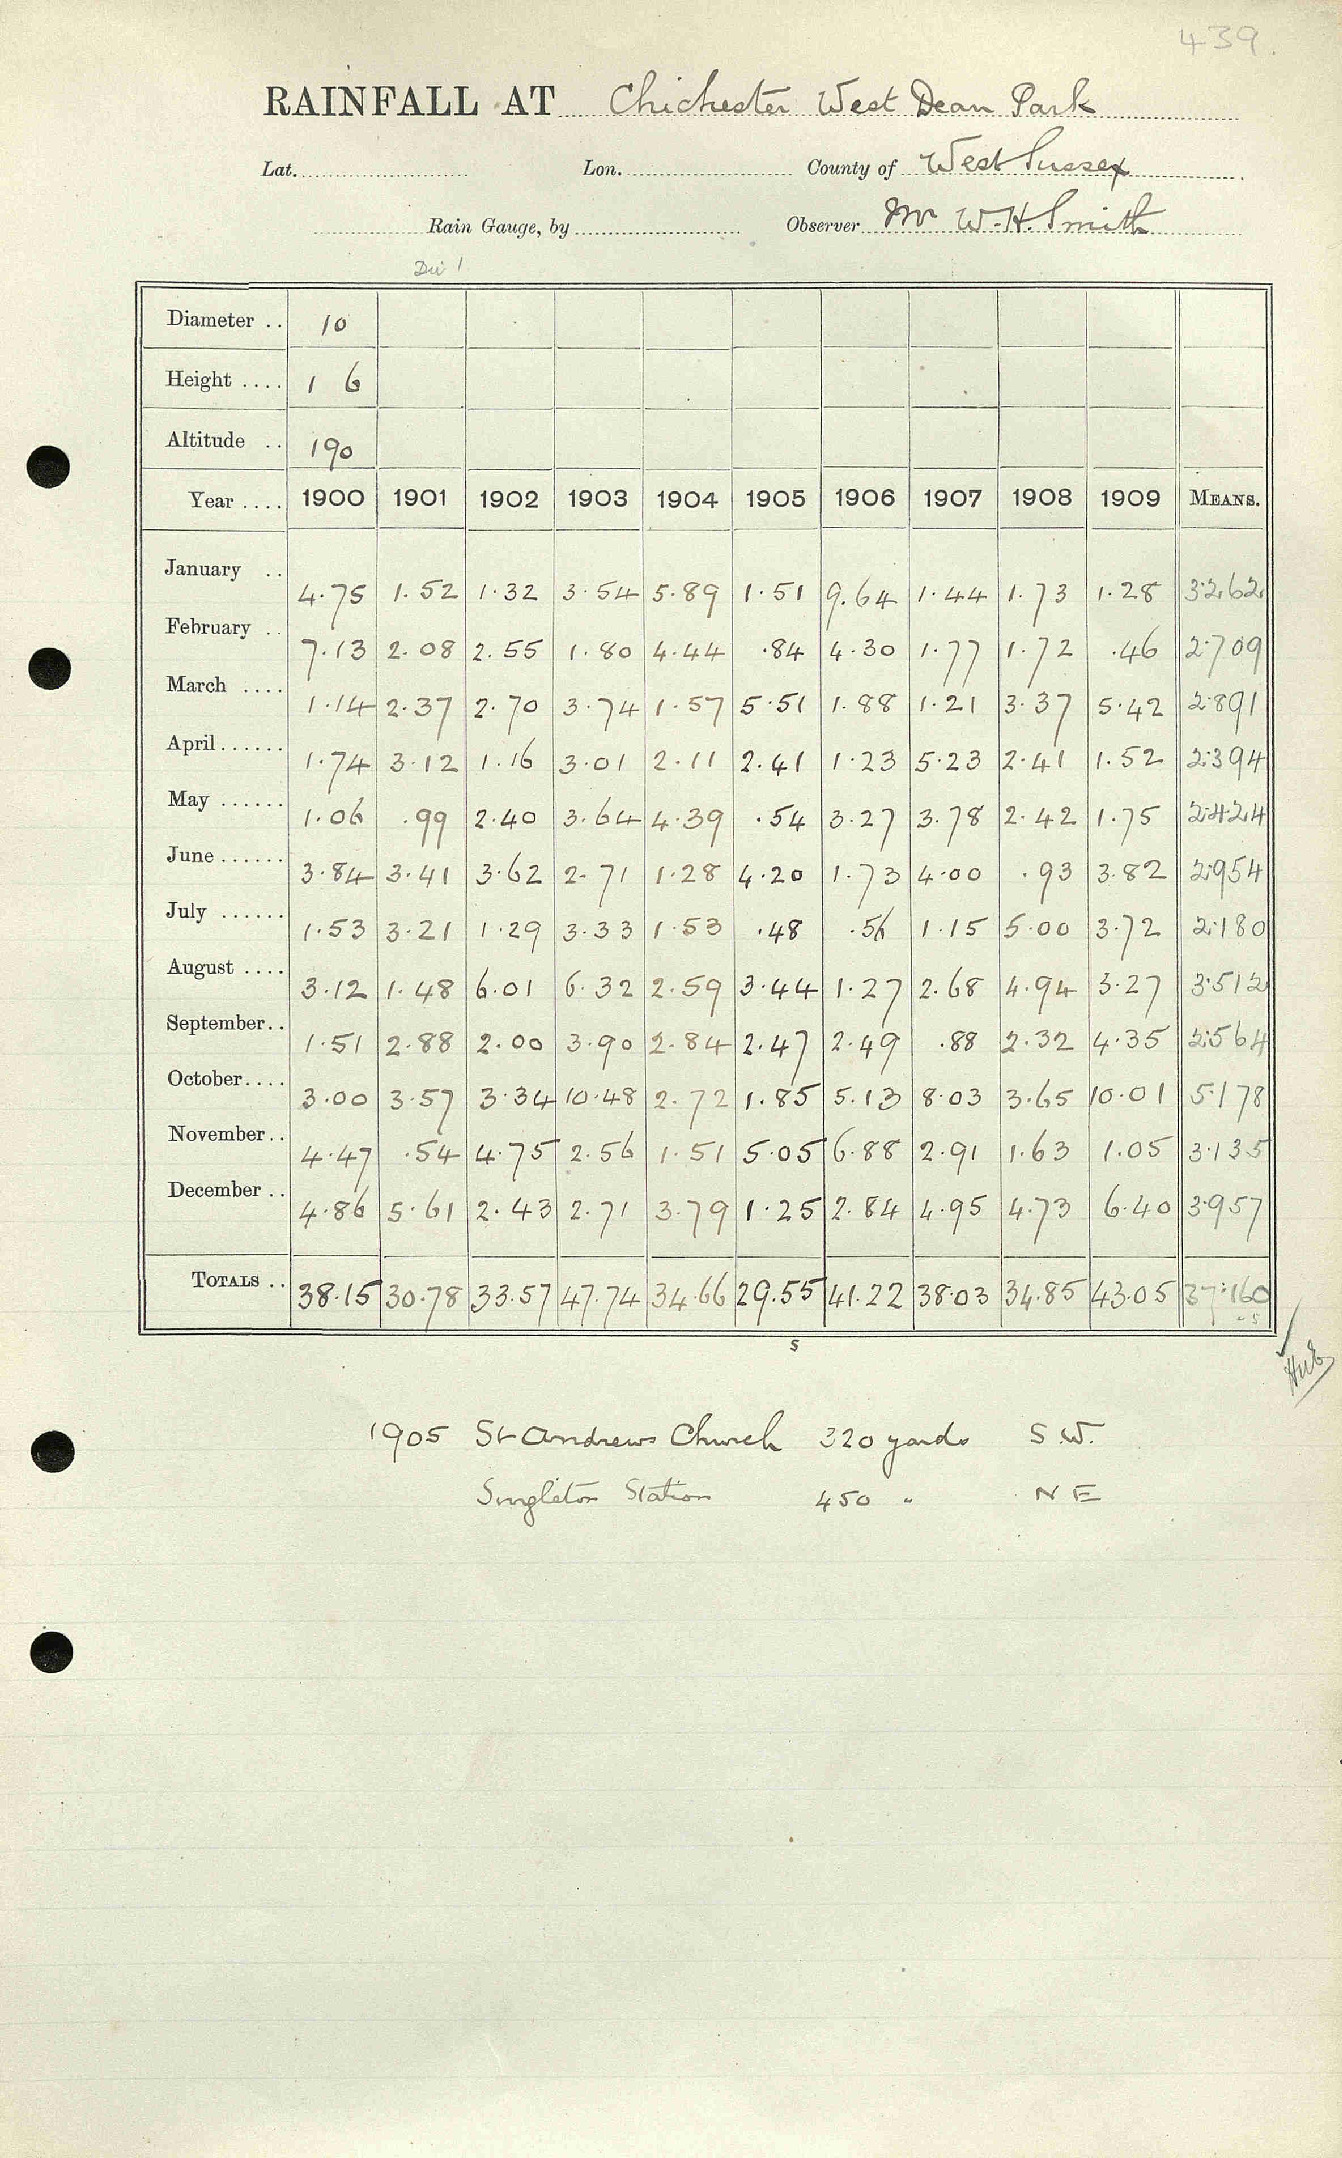 439.
RAINFALL AT Chichester West Dean Park
Lat. Lon. County of West Sussex
Rain Gauge, by Observer Mr W. H. Smith
Div 1
Diameter .. 10
Height .... 1 6
Altitude .. 190
Year .... 1900 1901 1902 1903 1904 1905 1906 1907 1908 1909 MEANS.
January .. 4.75 1.52 1.32 3.54 5.89 1.51 9.64 1.44 1.73 1.28 3.262
February .. 7.13 2.08 2.55 1.80 4.44 .84 4.30 1.77 1.72 .46 2.709
March .... 1.14 2.37 2.70 3.74 1.57 5.51 1.88 1.21 3.37 5.42 2.891
April ...... 1.74 3.12 1.16 3.01 2.11 2.41 1.23 5.23 2.41 1.52 2.394
May ...... 1.06 .99 2.40 3.64 4.39 .54 3.27 3.78 2.42 1.75 2.424
June ...... 3.84 3.41 3.62 2.71 1.28 4.20 1.73 4.00 .93 3.82 2.954
July ...... 1.53 3.21 1.29 3.33 1.53 .48 .56 1.15 5.00 3.72 2.180
August .... 3.12 1.48 6.01 6.32 2.59 3.44 1.27 2.68 4.94 3.27 3.512
September.. 1.51 2.88 2.00 3.90 2.84 2.47 2.49 .88 2.32 4.35 2.564
October.... 3.00 3.57 3.34 10.48 2.72 1.85 5.13 8.03 3.65 10.01 5.178
November.. 4.47 .54 4.75 2.56 1.51 5.05 6.88 2.91 1.63 1.05 3.135
December .. 4.86 5.61 2.43 2.71 3.79 1.25 2.84 4.95 4.73 6.40 3.957
TOTALS .. 38.15 30.78 33.57 47.74 34.66 29.55 41.22 38.03 34.85 43.05 37.160
s
1905 St Andrews Church 320 yards S.W.
Singleton Station 450 " N E